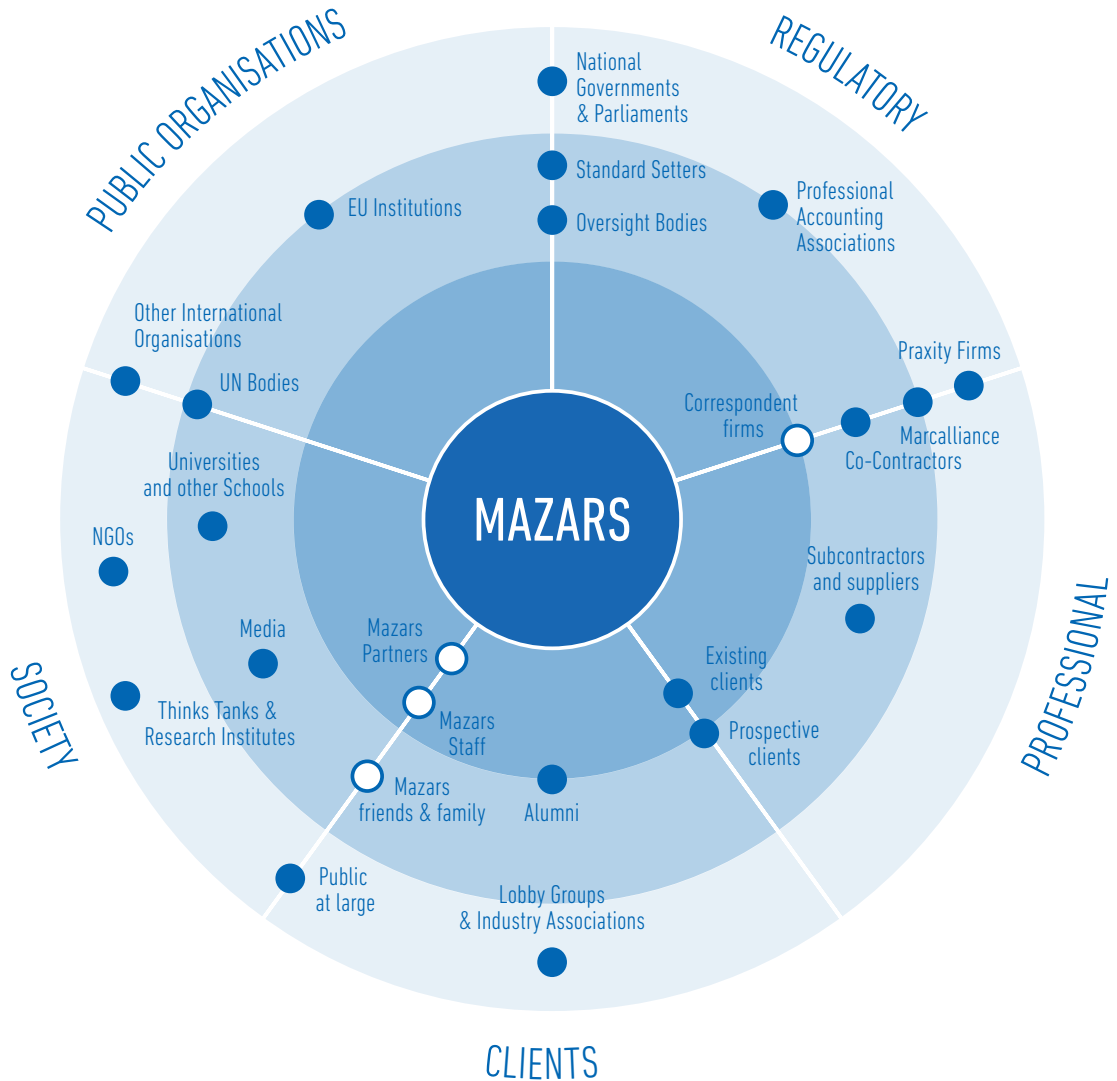 PUBLIC ORGANISATIONS
REGULATORY
National
Governments
& Parliaments
Standard Setters
Oversight Bodies
EU Institutions
Professional
Accounting
Associations
Other International
Organisations
UN Bodies
Praxity Firms
Correspondent
firms
Marcalliance
Co-Contractors
Universities
and other Schools
NGOs
MAZARS
Subcontractors
and suppliers
Media
Mazars
Partners
Existing
clients
Thinks Tanks &
Research Institutes
Mazars
Staff
Prospective
clients
SOCIETY
PROFESSIONAL
Mazars
friends & family
Alumni
Public
at large
Lobby Groups
& Industry Associations
CLIENTS